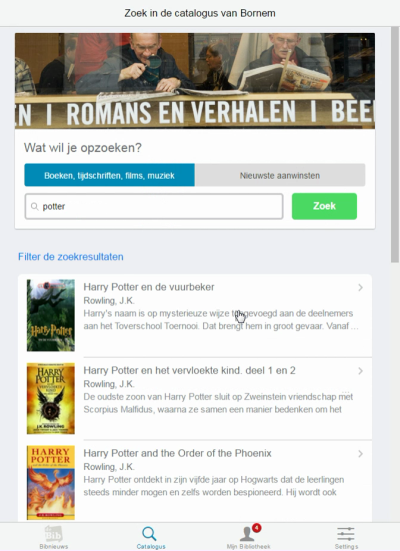 Zoek in de catalogus van Bornem
EN | ROMANS EN VERHALEN | BEE
Wat wil je opzoeken?
Boeken, tijdschriften, films, muziek
Nieuwste aanwinsten
potter
Zoek
Filter de zoekresultaten
Harry Potter en de vuurbeker
Rowling, J.K.
Harry's naam is op mysterieuze wijze toegevoegd aan de deelnemers
aan het Toverschool Toernooi. Dat brengt hem in groot gevaar. Vanaf ...
Harry Potter
Harry Potter en het vervloekte kind. deel 1 en 2
Rowling, J.K.
De oudste zoon van Harry Potter sluit op Zweinstein vriendschap met
Scorpius Malfidus, waarna ze samen een manier bedenken om het
HARRY
POTTER
J.K. ROWLING
Harry Potter and the Order of the Phoenix
Rowling, J.K.
Harry Potter ontdekt in zijn vijfde jaar op Hogwarts dat de leerlingen
steeds minder mogen en zelfs worden bespioneerd. Hij wordt ook
HARRY
POTTER
4
Bibnieuws
Catalogus
Mijn Bibliotheek
Settings